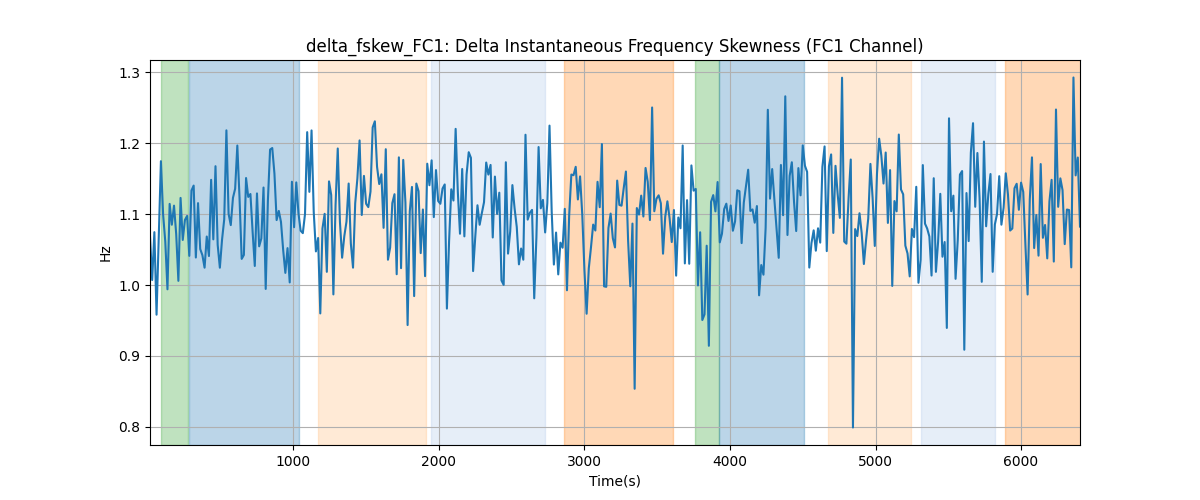 delta_fskew_FC1: Delta Instantaneous Frequency Skewness (FC1 Channel)
1.3
1.2
1.1
1.0
0.9
0.8
Hz
1000 2000 3000 4000 5000 6000
Time(s)